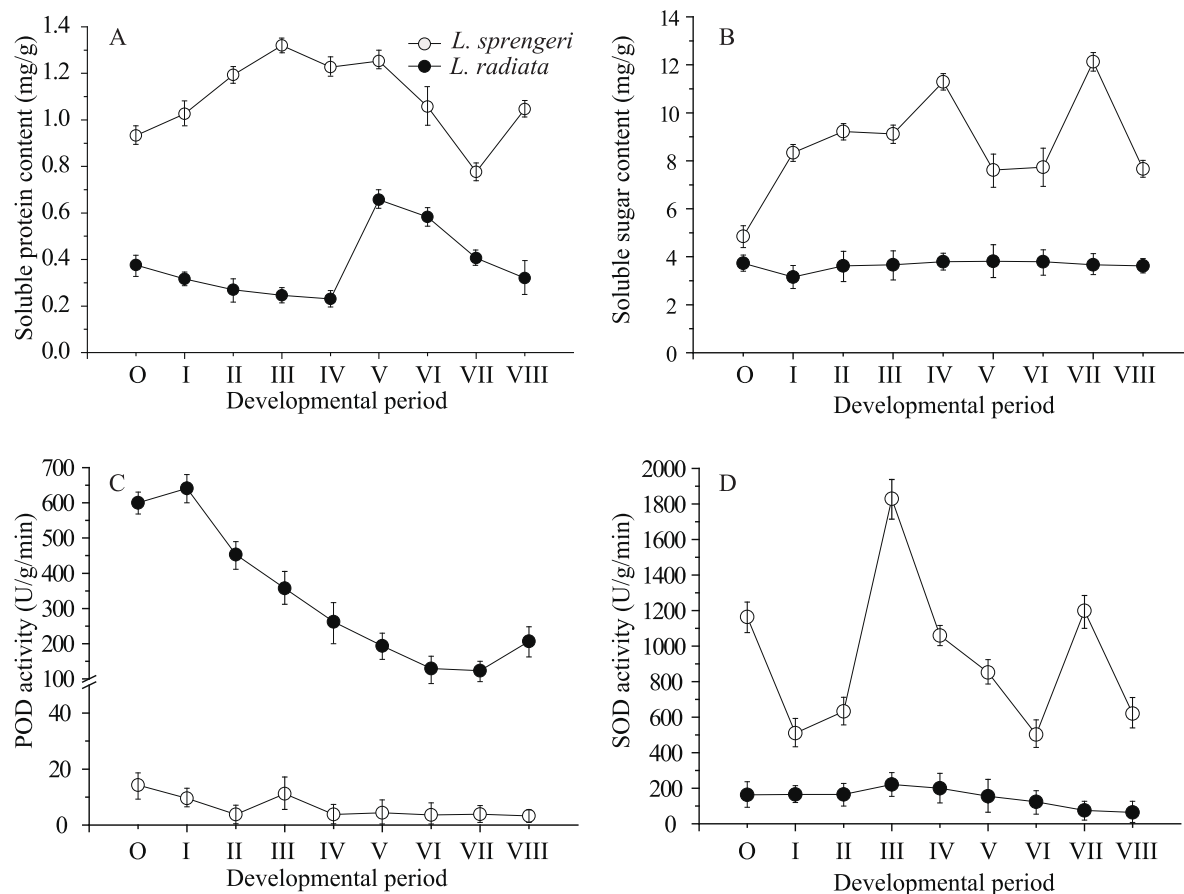 A
L. sprengeri
L. radiata
Soluble protein content (mg/g)
1.4
1.2
1.0
0.8
0.6
0.4
0.2
0.0
O I II III IV V VI VII VIII
Developmental period
B
Soluble sugar content (mg/g)
14
12
10
8
6
4
2
0
O I II III IV V VI VII VIII
Developmental period
C
POD activity (U/g/min)
700
600
500
400
300
200
100
40
20
0
O I II III IV V VI VII VIII
Developmental period
D
SOD activity (U/g/min)
2000
1800
1600
1400
1200
1000
800
600
400
200
0
O I II III IV V VI VII VIII
Developmental period